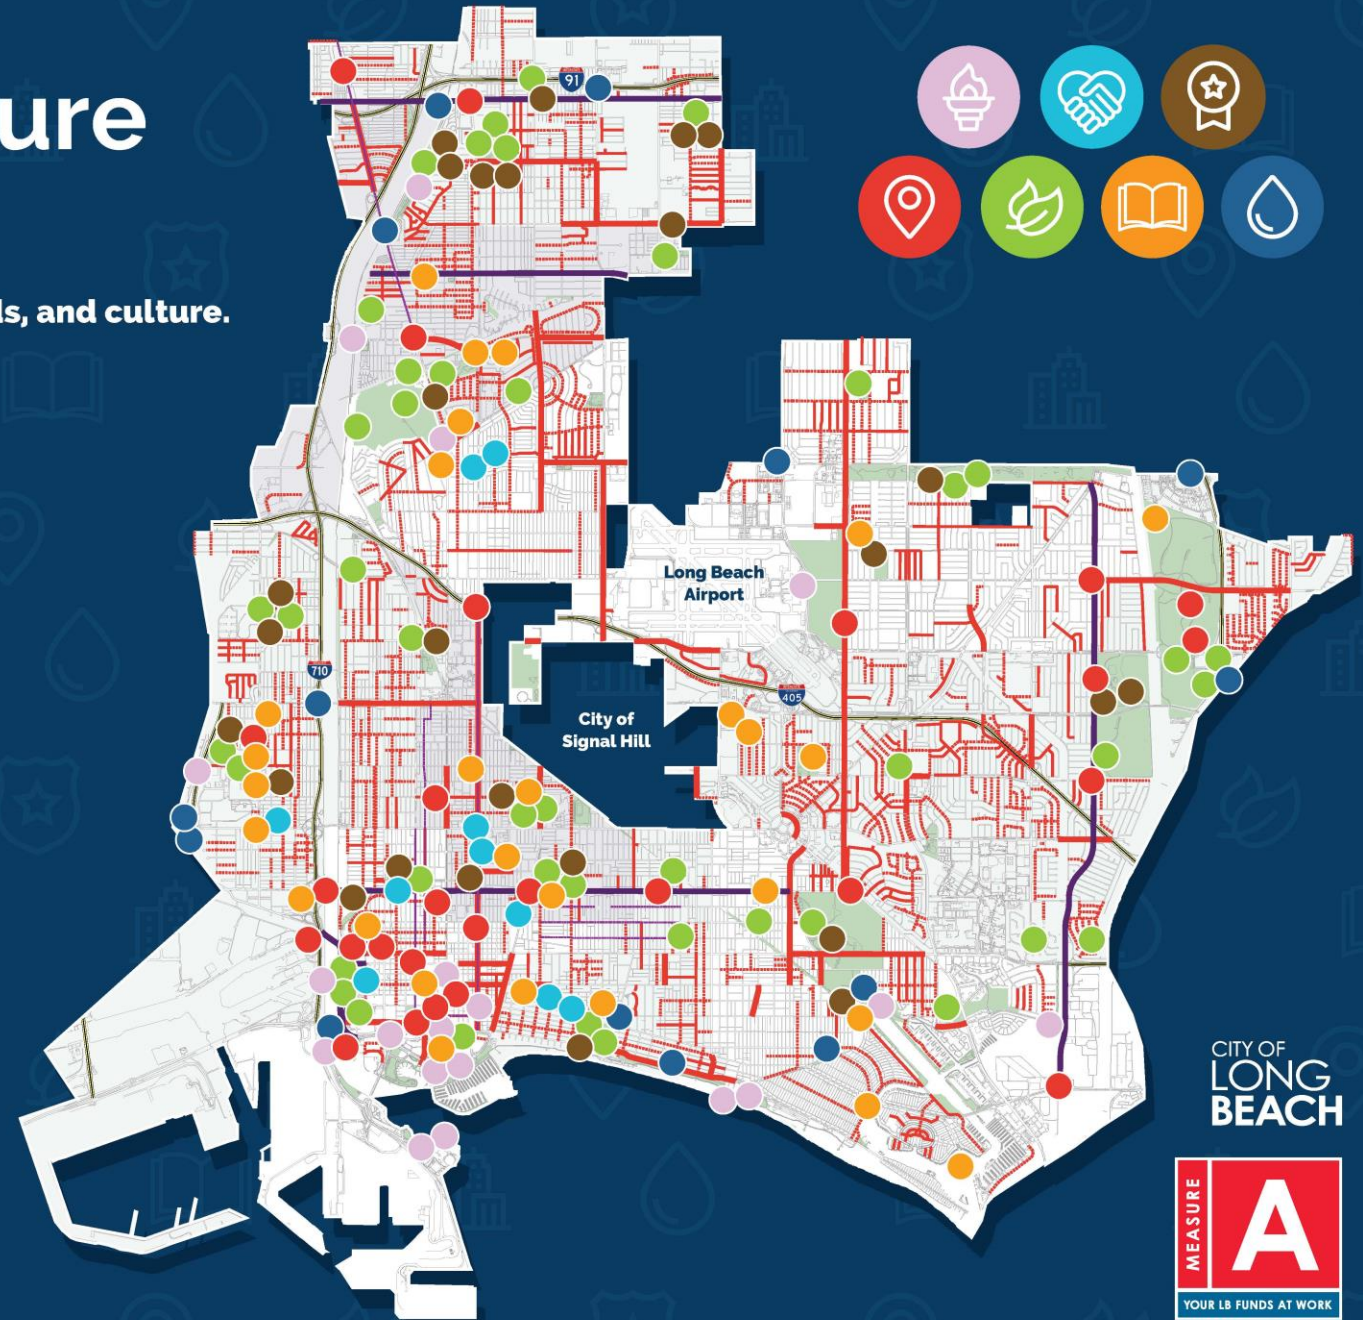 ure
ls, and culture.
91
Long Beach
Airport
710
405
City of
Signal Hill
CITY OF
LONG
BEACH
MEASURE
A
YOUR LB FUNDS AT WORK